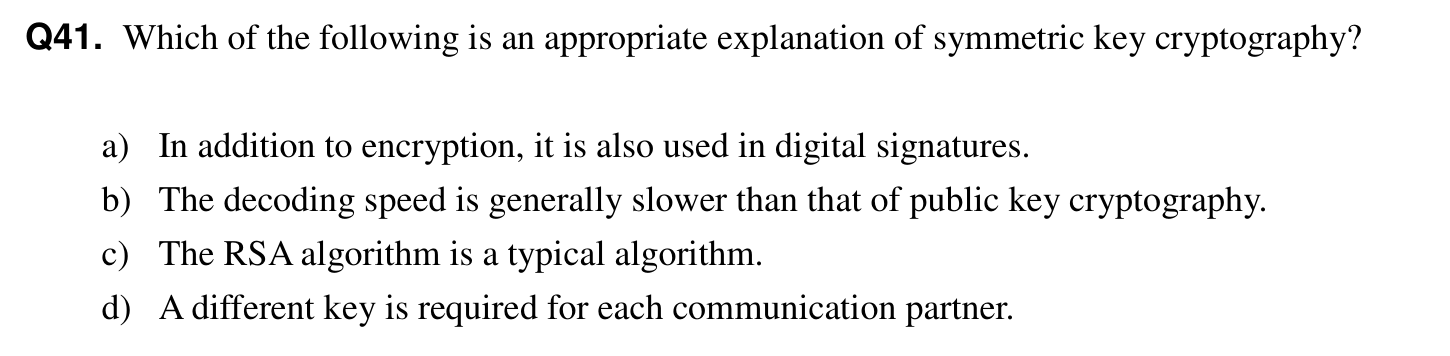 Q41. Which of the following is an appropriate explanation of symmetric key cryptography?
a) In addition to encryption, it is also used in digital signatures.
b) The decoding speed is generally slower than that of public key cryptography.
c) The RSA algorithm is a typical algorithm.
d) A different key is required for each communication partner.